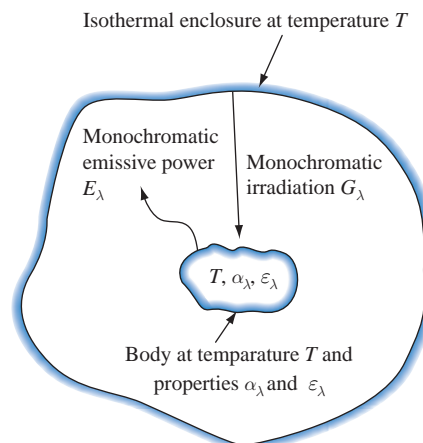 Isothermal enclosure at temperature T
Monochromatic
emissive power
E_λ
Monochromatic
irradiation G_λ
T, α_λ, ε_λ
Body at temparature T and
properties α_λ and ε_λ